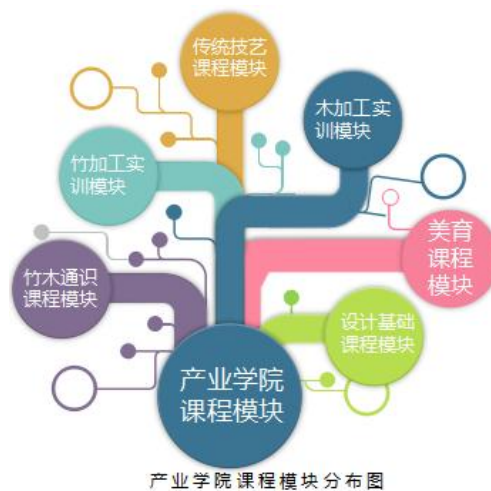 传统技艺
课程模块
木加工实
训模块
竹加工实
训模块
美育
课程
模块
竹木通识
课程模块
设计基础
课程模块
产业学院
课程模块
产业学院课程模块分布图